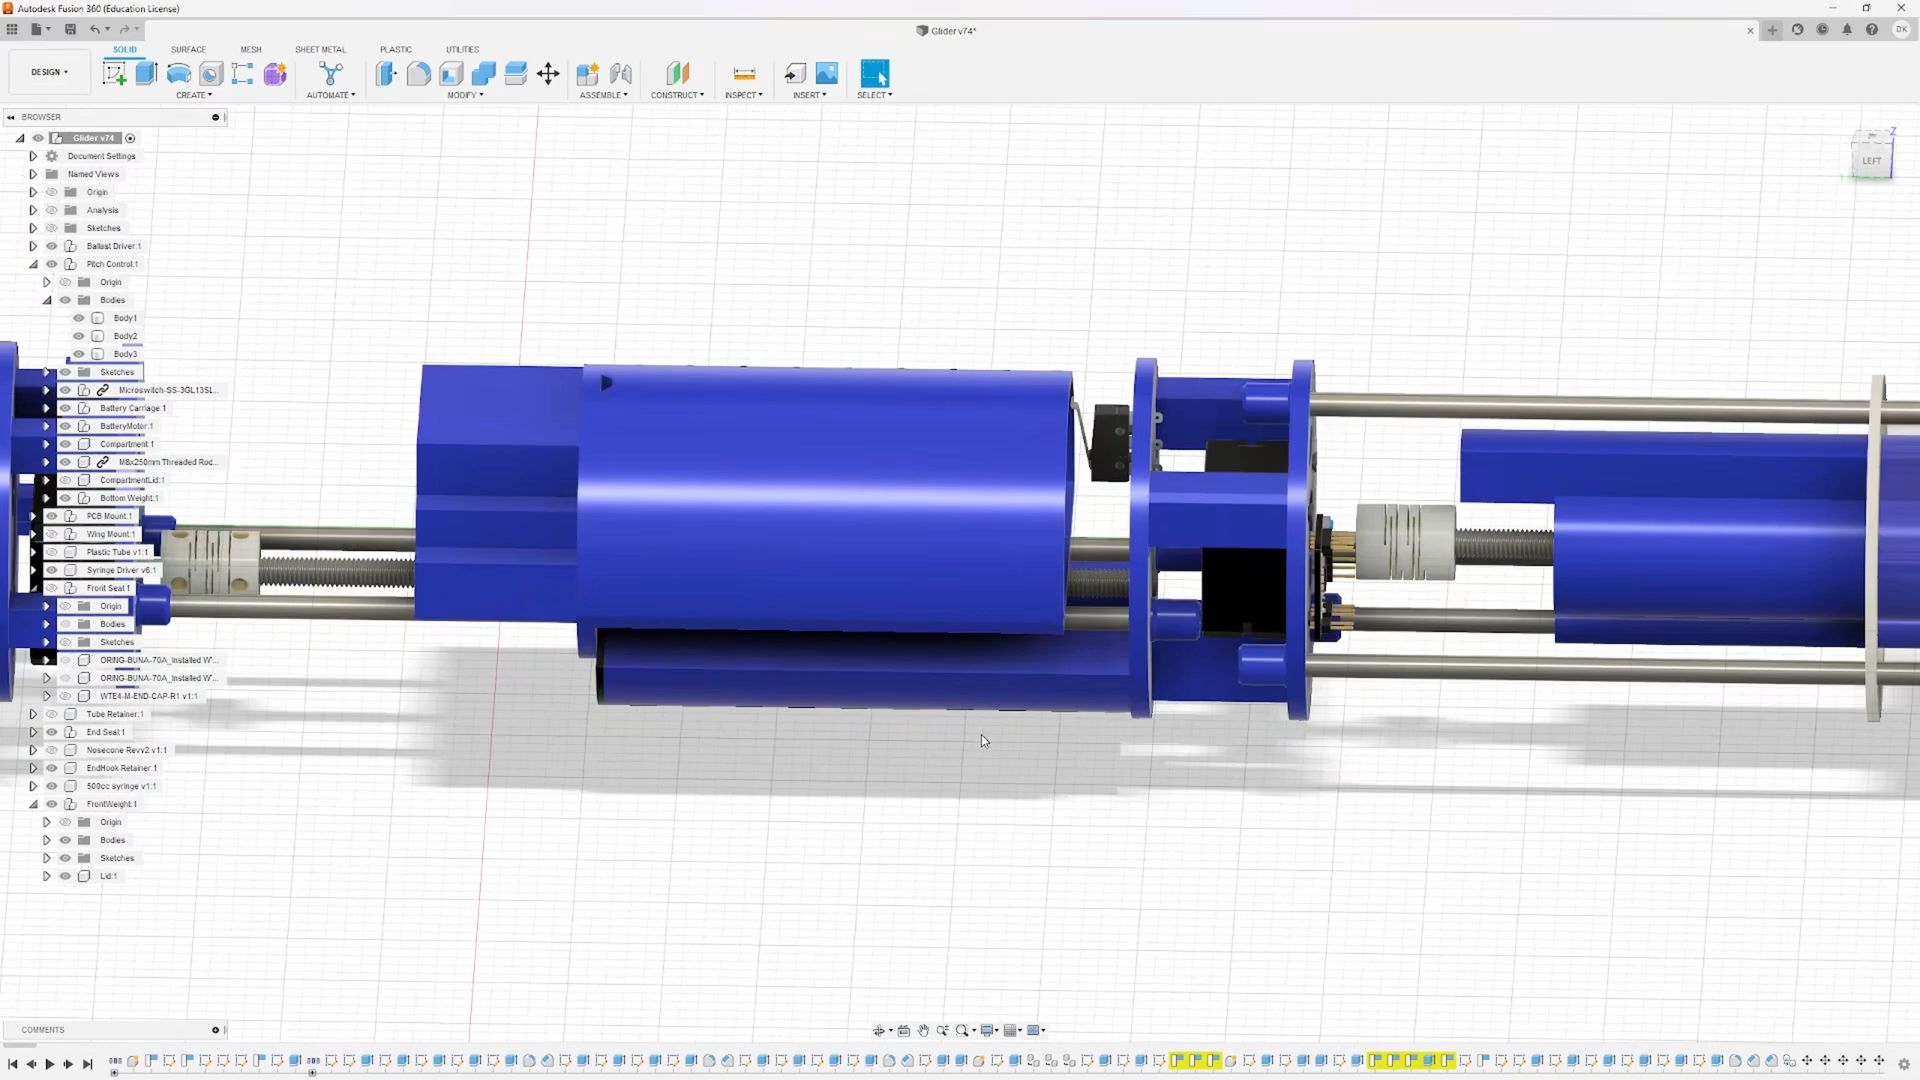 Autodesk Fusion 360 (Education License)
Glider v74*
DK
SOLID
SURFACE
MESH
SHEET METAL
PLASTIC
UTILITIES
DESIGN
CREATE
AUTOMATE
MODIFY
ASSEMBLE
CONSTRUCT
INSPECT
INSERT
SELECT
BROWSER
Glider v74
Document Settings
Named Views
Origin
Analysis
Sketches
Ballast Driver:1
Pitch Control:1
Origin
Bodies
Body1
Body2
Body3
Sketches
Microswitch-SS-3GL13SL...
Battery Carriage:1
BatteryMotor:1
Compartment:1
M8x250mm Threaded Rod...
CompartmentLid:1
Bottom Weight:1
PCB Mount:1
Wing Mount:1
Plastic Tube v1:1
Syringe Driver v6:1
Front Seat:1
Origin
Bodies
Sketches
ORING-BUNA-70A_Installed W...
ORING-BUNA-70A_Installed W...
WTE4-M-END-CAP-R1 v1:1
Tube Retainer:1
End Seal:1
Nosecone Revv2 v1:1
EndHook Retainer:1
500cc syringe v1:1
FrontWeight:1
Origin
Bodies
Sketches
Lid:1
Z
LEFT
COMMENTS